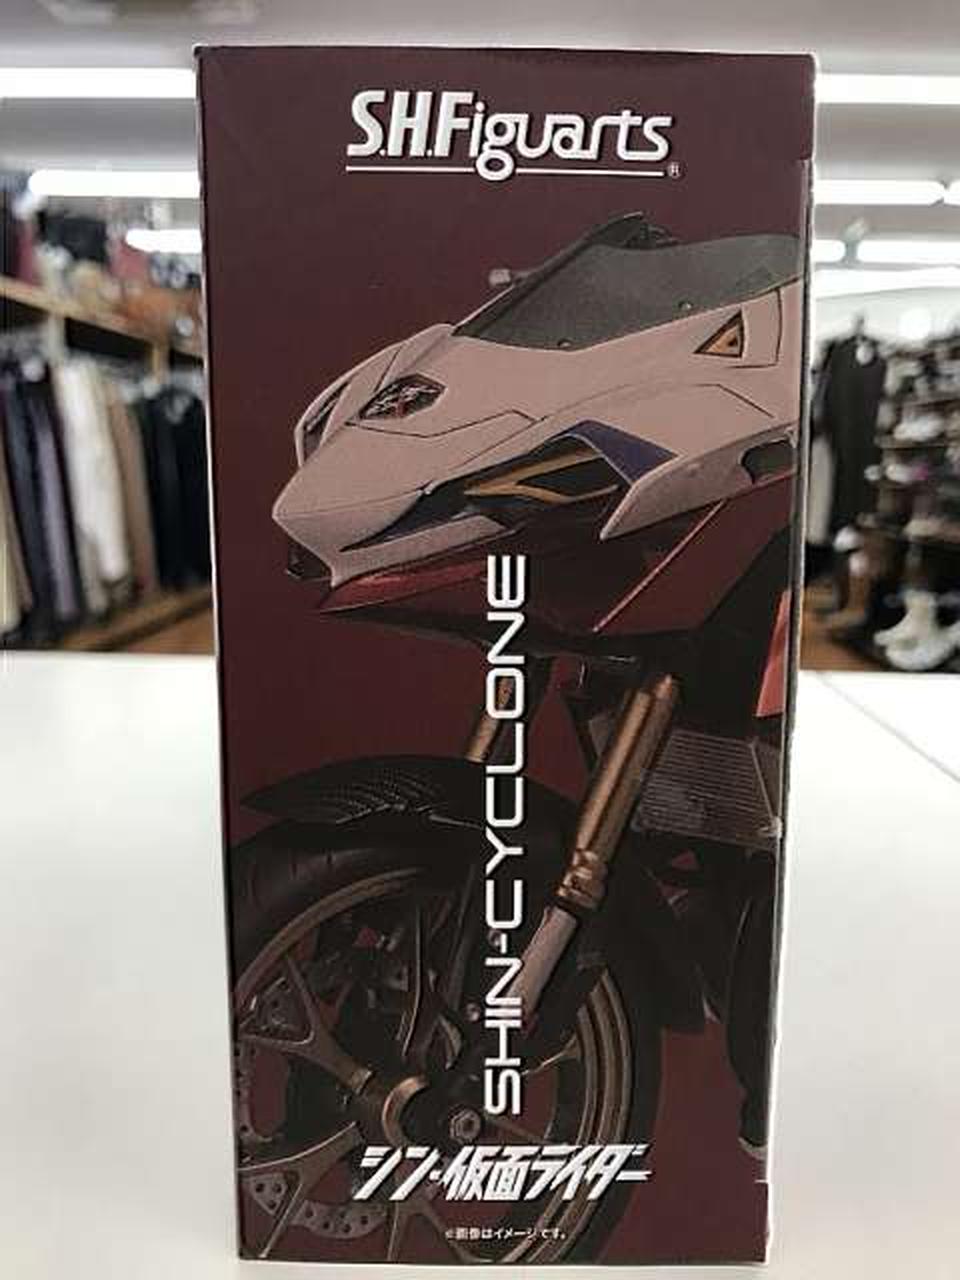 S.H.Figuarts®
SHIN-CYCLONE
シン・仮面ライダー
※画像はイメージです。